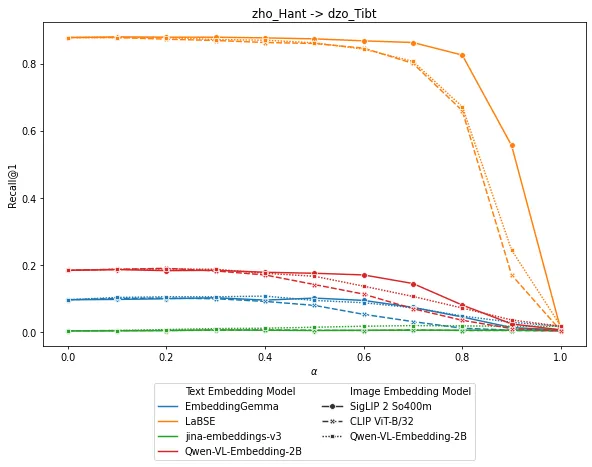 zho_Hant -> dzo_Tibt
Recall@1
0.8
0.6
0.4
0.2
0.0
0.0 0.2 0.4 0.6 0.8 1.0
α
Text Embedding Model Image Embedding Model
EmbeddingGemma SigLIP 2 So400m
LaBSE CLIP ViT-B/32
jina-embeddings-v3 Qwen-VL-Embedding-2B
Qwen-VL-Embedding-2B